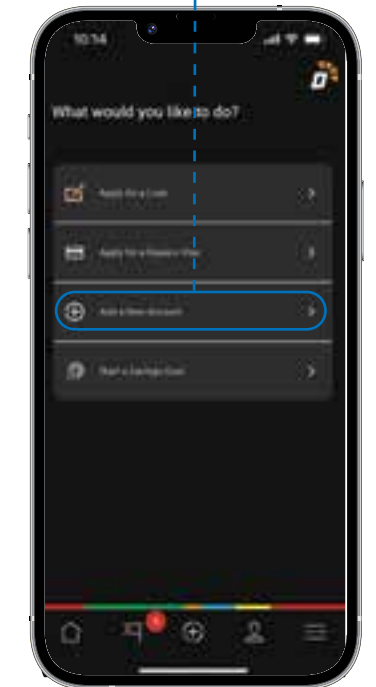 10:14
What would you like to do?
Apply for a Loan
Apply for a
Add a New Account
Start a Savings Goal